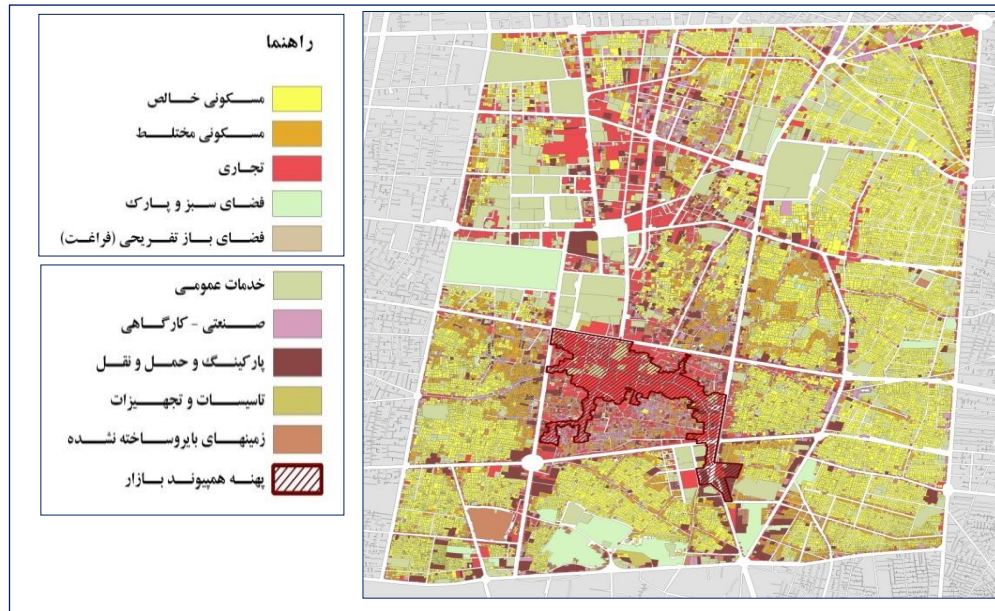 راهنما
مسکونی خالص
مسکونی مختلط
تجاری
فضای سبز و پارک
فضای باز تفریحی (فراغت)
خدمات عمومی
صنعتی - کارگاهی
پارکینگ و حمل و نقل
تاسیسات و تجهیزات
زمینهای بایروساخته نشده
پهنه همپیوند بازار